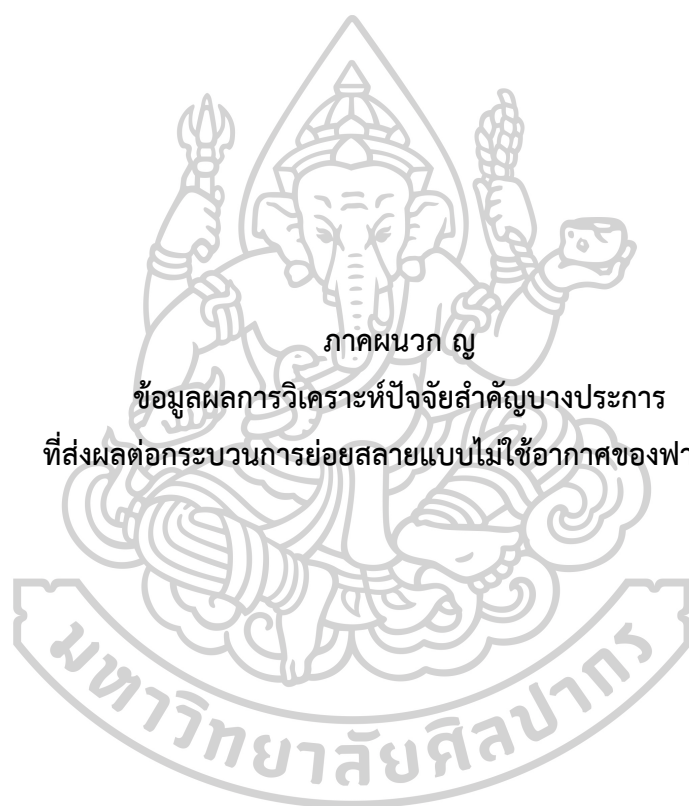 ภาคผนวก ญ
ข้อมูลผลการวิเคราะห์ปัจจัยสำคัญบางประการ
ที่ส่งผลต่อกระบวนการย่อยสลายแบบไม่ใช้อากาศของฟา
มหาวิทยาลัยศิลปากร